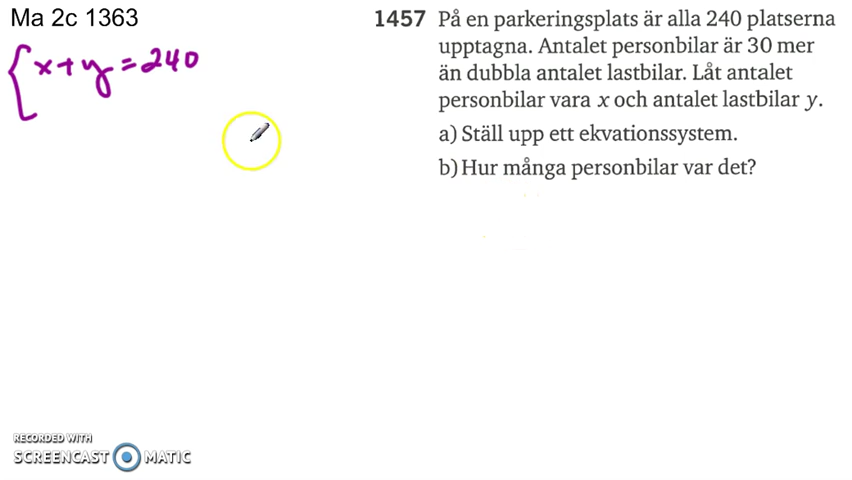 Ma 2c 1363
x + y = 240
1457 På en parkeringsplats är alla 240 platserna
upptagna. Antalet personbilar är 30 mer
än dubbla antalet lastbilar. Låt antalet
personbilar vara x och antalet lastbilar y.
a) Ställ upp ett ekvationssystem.
b) Hur många personbilar var det?
RECORDED WITH
SCREENCAST MATIC